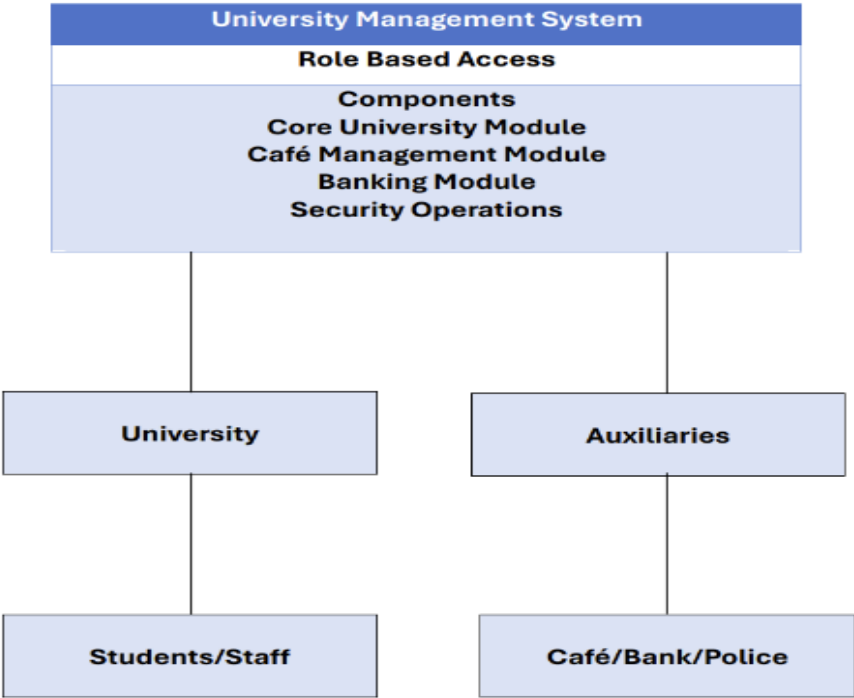 University Management System
Role Based Access
Components
Core University Module
Café Management Module
Banking Module
Security Operations
University
Auxiliaries
Students/Staff
Café/Bank/Police